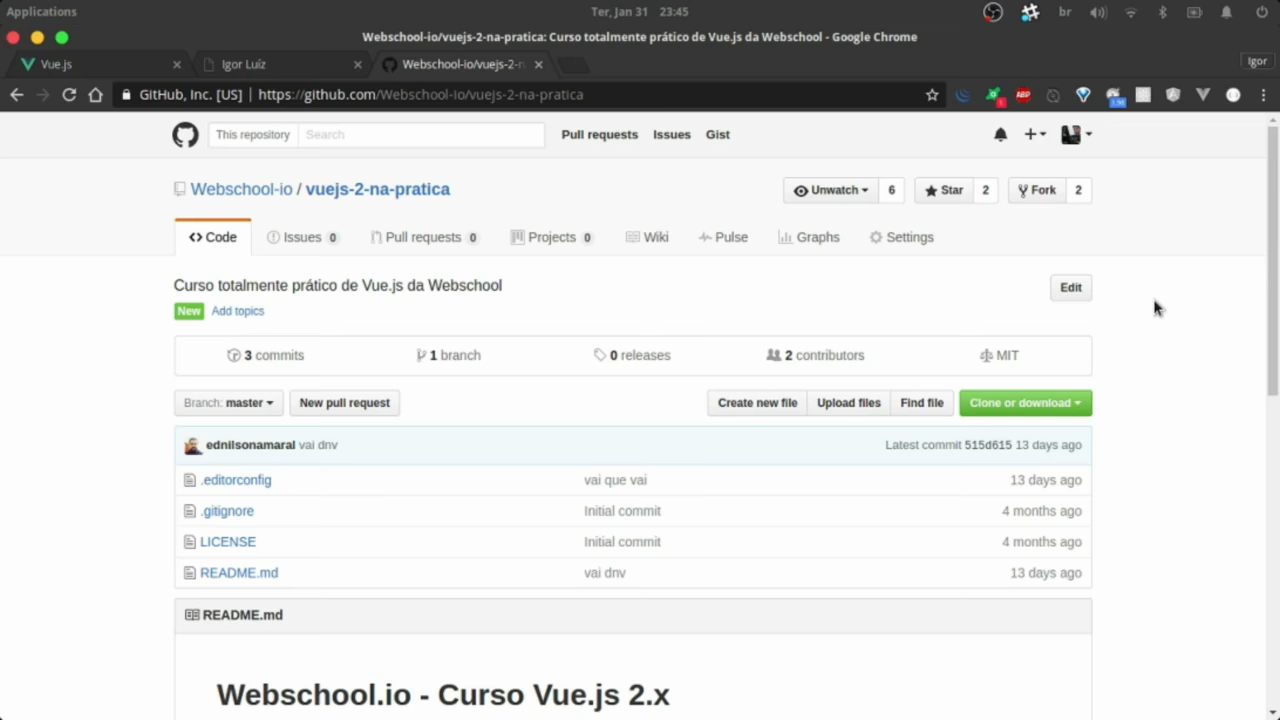 Applications
Ter, Jan 31 23:45
br
Webschool-io/vuejs-2-na-pratica: Curso totalmente prático de Vue.js da Webschool - Google Chrome
Vue.js
Igor Luíz
Webschool-io/vuejs-2-n
Igor
GitHub, Inc. [US] | https://github.com/Webschool-io/vuejs-2-na-pratica
ABP
This repository
Search
Pull requests
Issues
Gist
Webschool-io / vuejs-2-na-pratica
Unwatch 6
Star 2
Fork 2
Code
Issues 0
Pull requests 0
Projects 0
Wiki
Pulse
Graphs
Settings
Curso totalmente prático de Vue.js da Webschool
Edit
New Add topics
3 commits
1 branch
0 releases
2 contributors
MIT
Branch: master
New pull request
Create new file
Upload files
Find file
Clone or download
ednilsonamaral vai dnv
Latest commit 515d615 13 days ago
.editorconfig vai que vai 13 days ago
.gitignore Initial commit 4 months ago
LICENSE Initial commit 4 months ago
README.md vai dnv 13 days ago
README.md
Webschool.io - Curso Vue.js 2.x